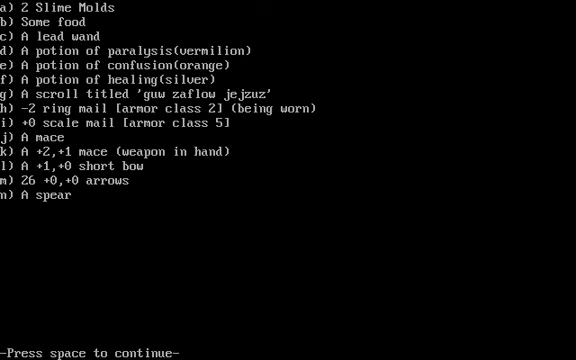 a) 2 Slime Molds
b) Some food
c) A lead wand
d) A potion of paralysis(vermilion)
e) A potion of confusion(orange)
f) A potion of healing(silver)
g) A scroll titled 'guw zaflow jejzuz'
h) -2 ring mail [armor class 2] (being worn)
i) +0 scale mail [armor class 5]
j) A mace
k) A +2,+1 mace (weapon in hand)
l) A +1,+0 short bow
m) 26 +0,+0 arrows
n) A spear
-Press space to continue-